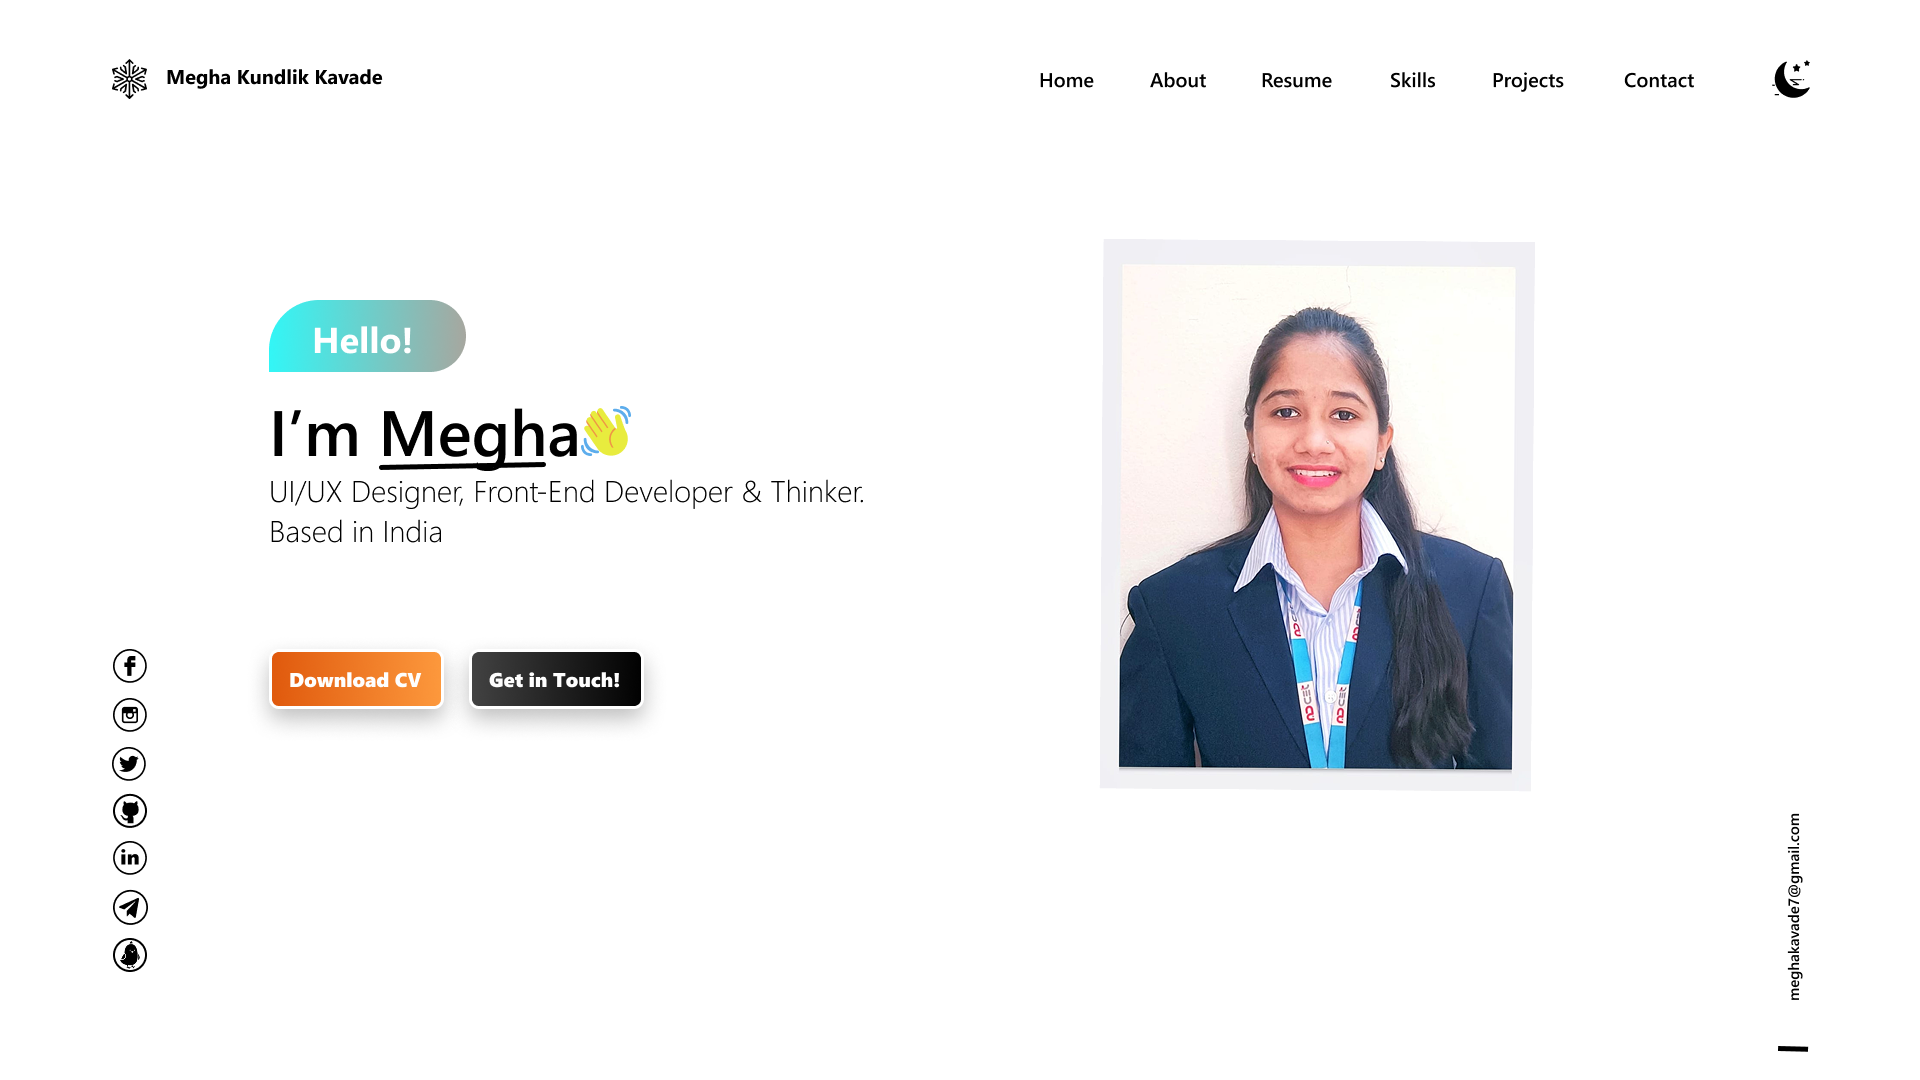 Megha Kundlik Kavade
Home About Resume Skills Projects Contact
Hello!
I’m Megha
UI/UX Designer, Front-End Developer & Thinker.
Based in India
Download CV
Get in Touch!
meghakavade7@gmail.com